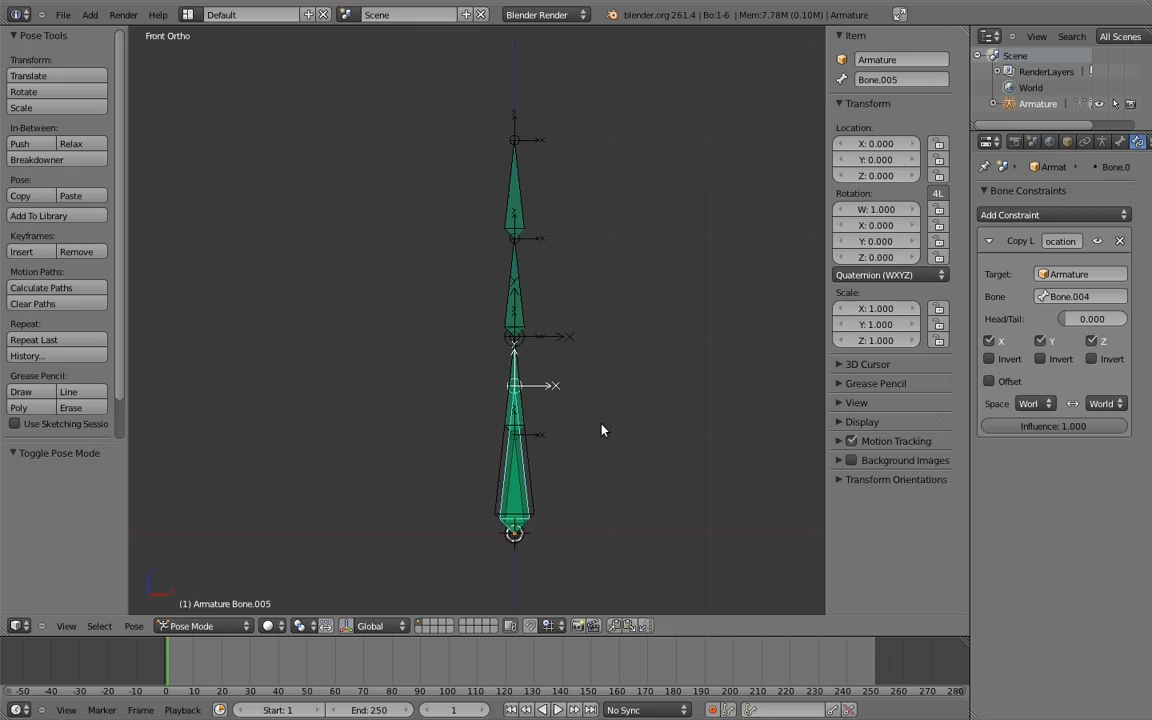 File Add Render Help Default Scene Blender Render blender.org 261.4 | Bo:1-6 | Mem:7.78M (0.10M) | Armature
Pose Tools
Transform:
Translate
Rotate
Scale
In-Between:
Push Relax
Breakdowner
Pose:
Copy Paste
Add To Library
Keyframes:
Insert Remove
Motion Paths:
Calculate Paths
Clear Paths
Repeat:
Repeat Last
History...
Grease Pencil:
Draw Line
Poly Erase
Use Sketching Sessio
Toggle Pose Mode
Front Ortho
(1) Armature Bone.005
Item
Armature
Bone.005
Transform
Location:
X: 0.000
Y: 0.000
Z: 0.000
Rotation:
4L
W: 1.000
X: 0.000
Y: 0.000
Z: 0.000
Quaternion (WXYZ)
Scale:
X: 1.000
Y: 1.000
Z: 1.000
3D Cursor
Grease Pencil
View
Display
Motion Tracking
Background Images
Transform Orientations
View Search All Scenes
Scene
RenderLayers
World
Armature
Armat Bone.0
Bone Constraints
Add Constraint
Copy L ocation
Target: Armature
Bone Bone.004
Head/Tail: 0.000
X Y Z
Invert Invert Invert
Offset
Space Worl World
Influence: 1.000
View Select Pose Pose Mode Global
-50 -40 -30 -20 -10 0 10 20 30 40 50 60 70 80 90 100 110 120 130 140 150 160 170 180 190 200 210 220 230 240 250 260 270 280
View Marker Frame Playback Start: 1 End: 250 1 No Sync